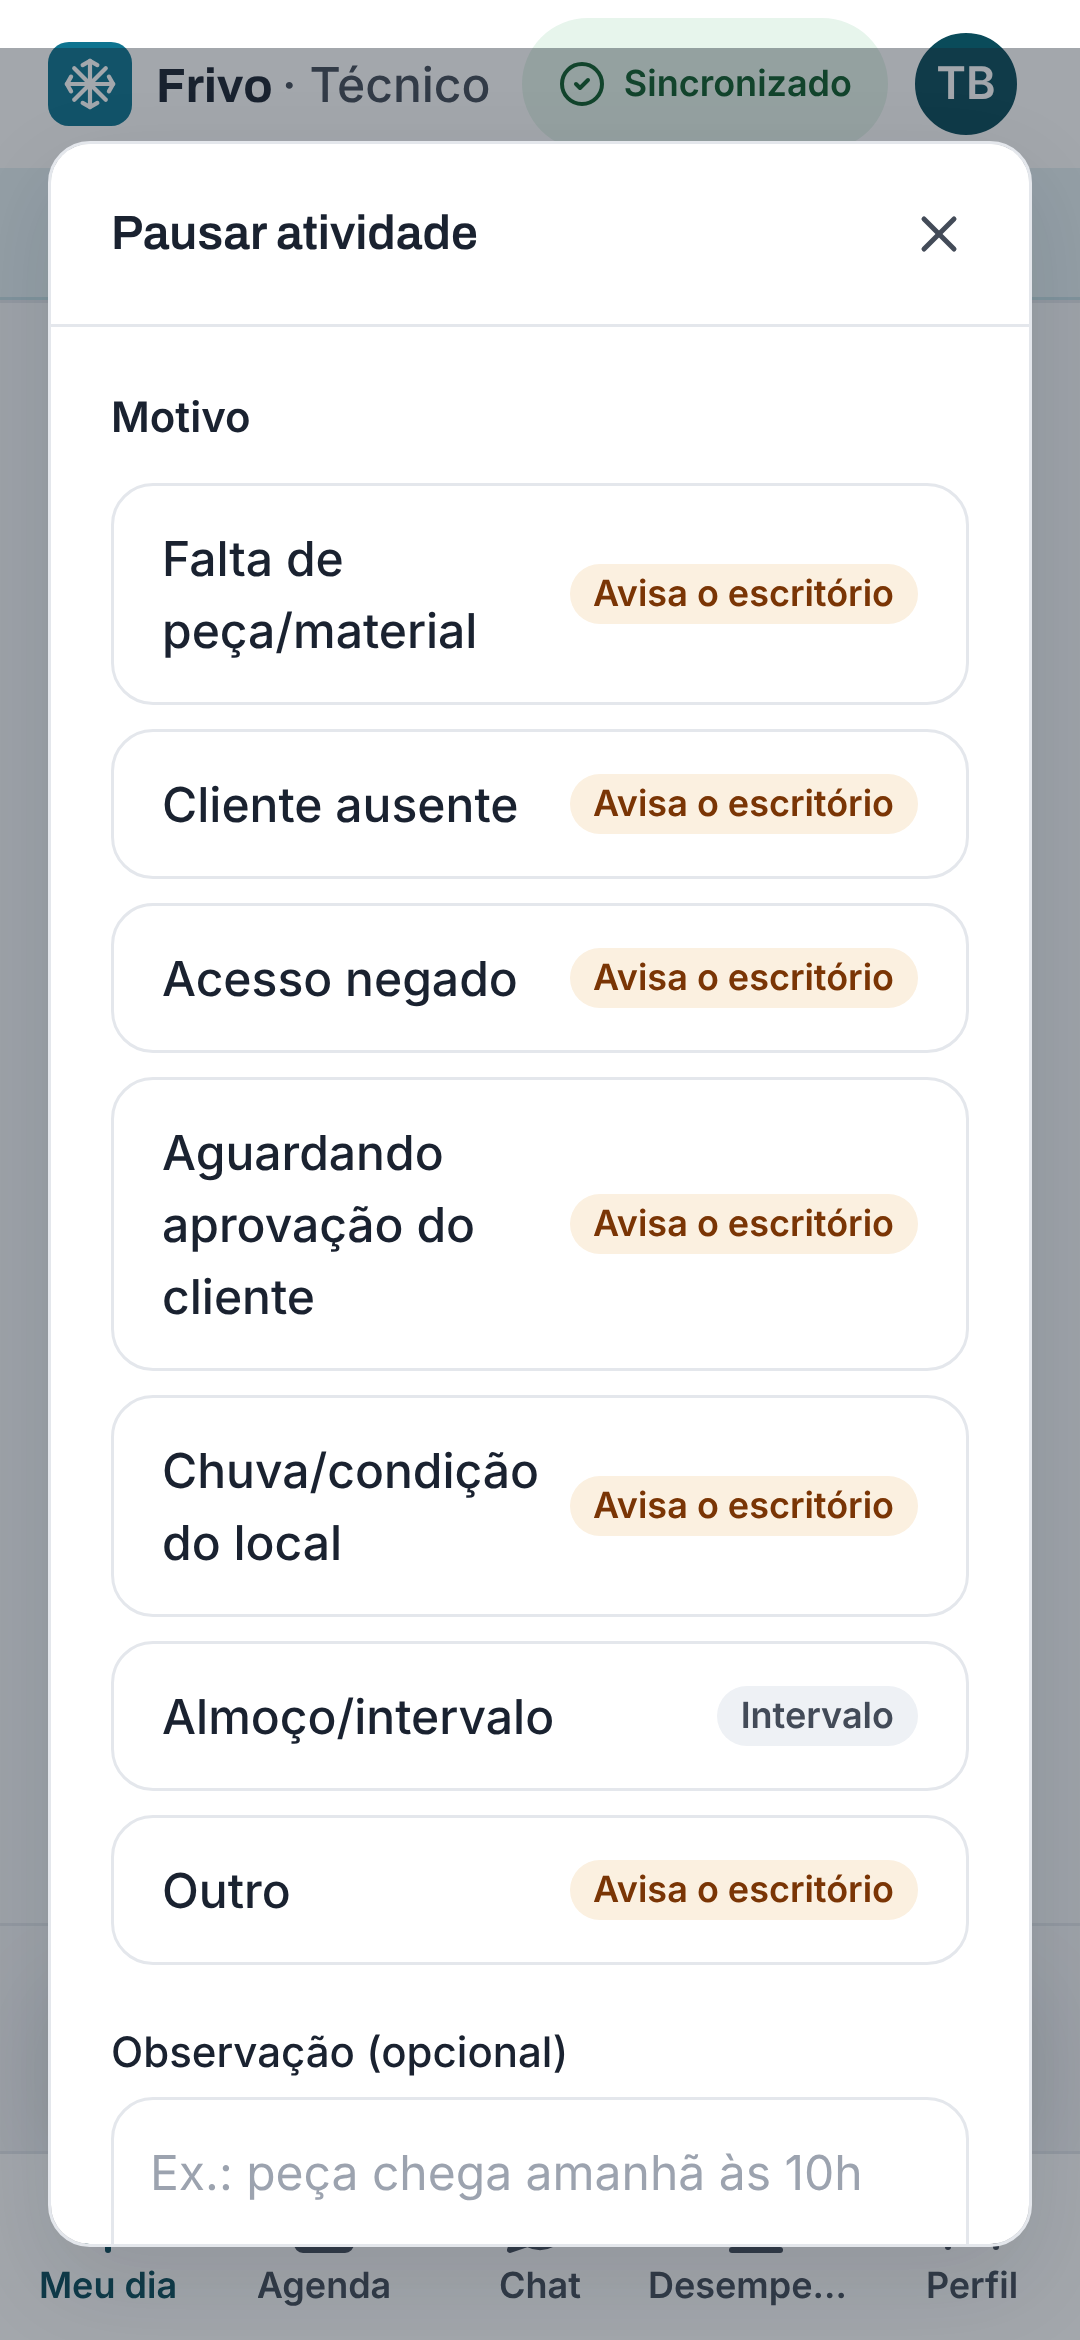 Frivo · Técnico
Sincronizado
TB
Pausar atividade
Motivo
Falta de
peça/material
Avisa o escritório
Cliente ausente
Avisa o escritório
Acesso negado
Avisa o escritório
Aguardando
aprovação do
cliente
Avisa o escritório
Chuva/condição
do local
Avisa o escritório
Almoço/intervalo
Intervalo
Outro
Avisa o escritório
Observação (opcional)
Ex.: peça chega amanhã às 10h
Meu dia
Agenda
Chat
Desempe...
Perfil